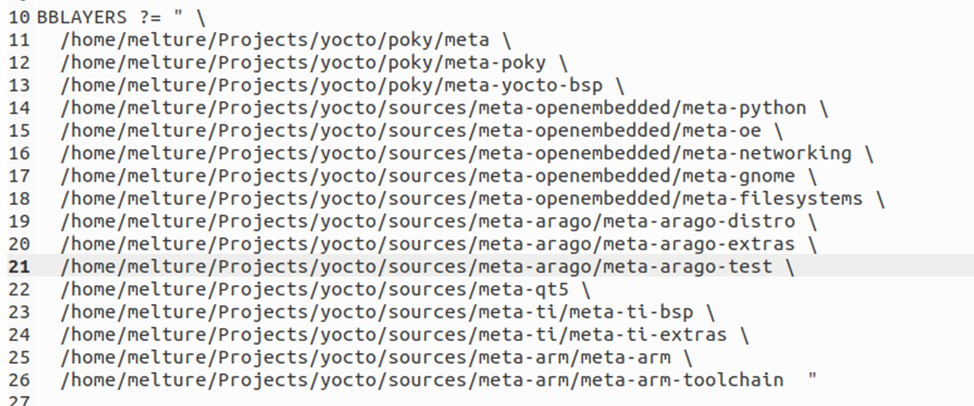 10 BBLAYERS ?= " \
11 /home/melture/Projects/yocto/poky/meta \
12 /home/melture/Projects/yocto/poky/meta-poky \
13 /home/melture/Projects/yocto/poky/meta-yocto-bsp \
14 /home/melture/Projects/yocto/sources/meta-openembedded/meta-python \
15 /home/melture/Projects/yocto/sources/meta-openembedded/meta-oe \
16 /home/melture/Projects/yocto/sources/meta-openembedded/meta-networking \
17 /home/melture/Projects/yocto/sources/meta-openembedded/meta-gnome \
18 /home/melture/Projects/yocto/sources/meta-openembedded/meta-filesystems \
19 /home/melture/Projects/yocto/sources/meta-arago/meta-arago-distro \
20 /home/melture/Projects/yocto/sources/meta-arago/meta-arago-extras \
21 /home/melture/Projects/yocto/sources/meta-arago/meta-arago-test \
22 /home/melture/Projects/yocto/sources/meta-qt5 \
23 /home/melture/Projects/yocto/sources/meta-ti/meta-ti-bsp \
24 /home/melture/Projects/yocto/sources/meta-ti/meta-ti-extras \
25 /home/melture/Projects/yocto/sources/meta-arm/meta-arm \
26 /home/melture/Projects/yocto/sources/meta-arm/meta-arm-toolchain "
27